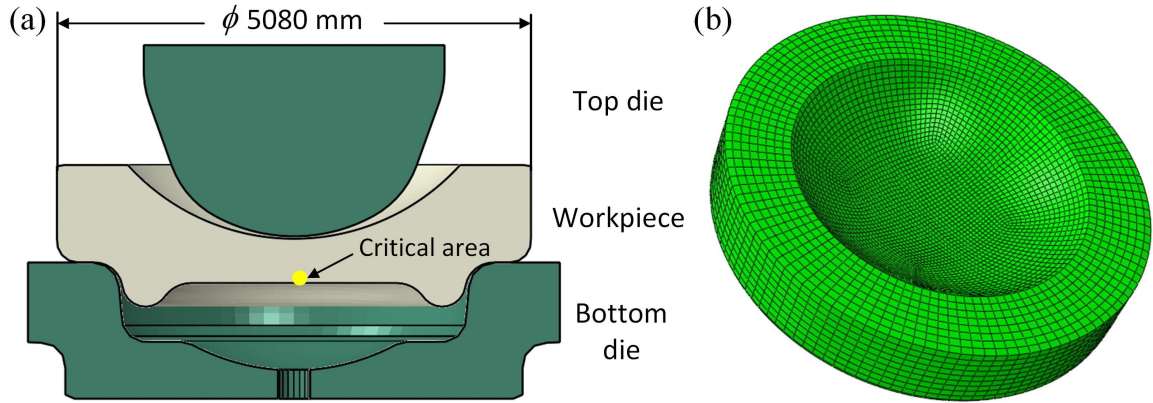 (a)
ϕ 5080 mm
(b)
Top die
Workpiece
Critical area
Bottom
die